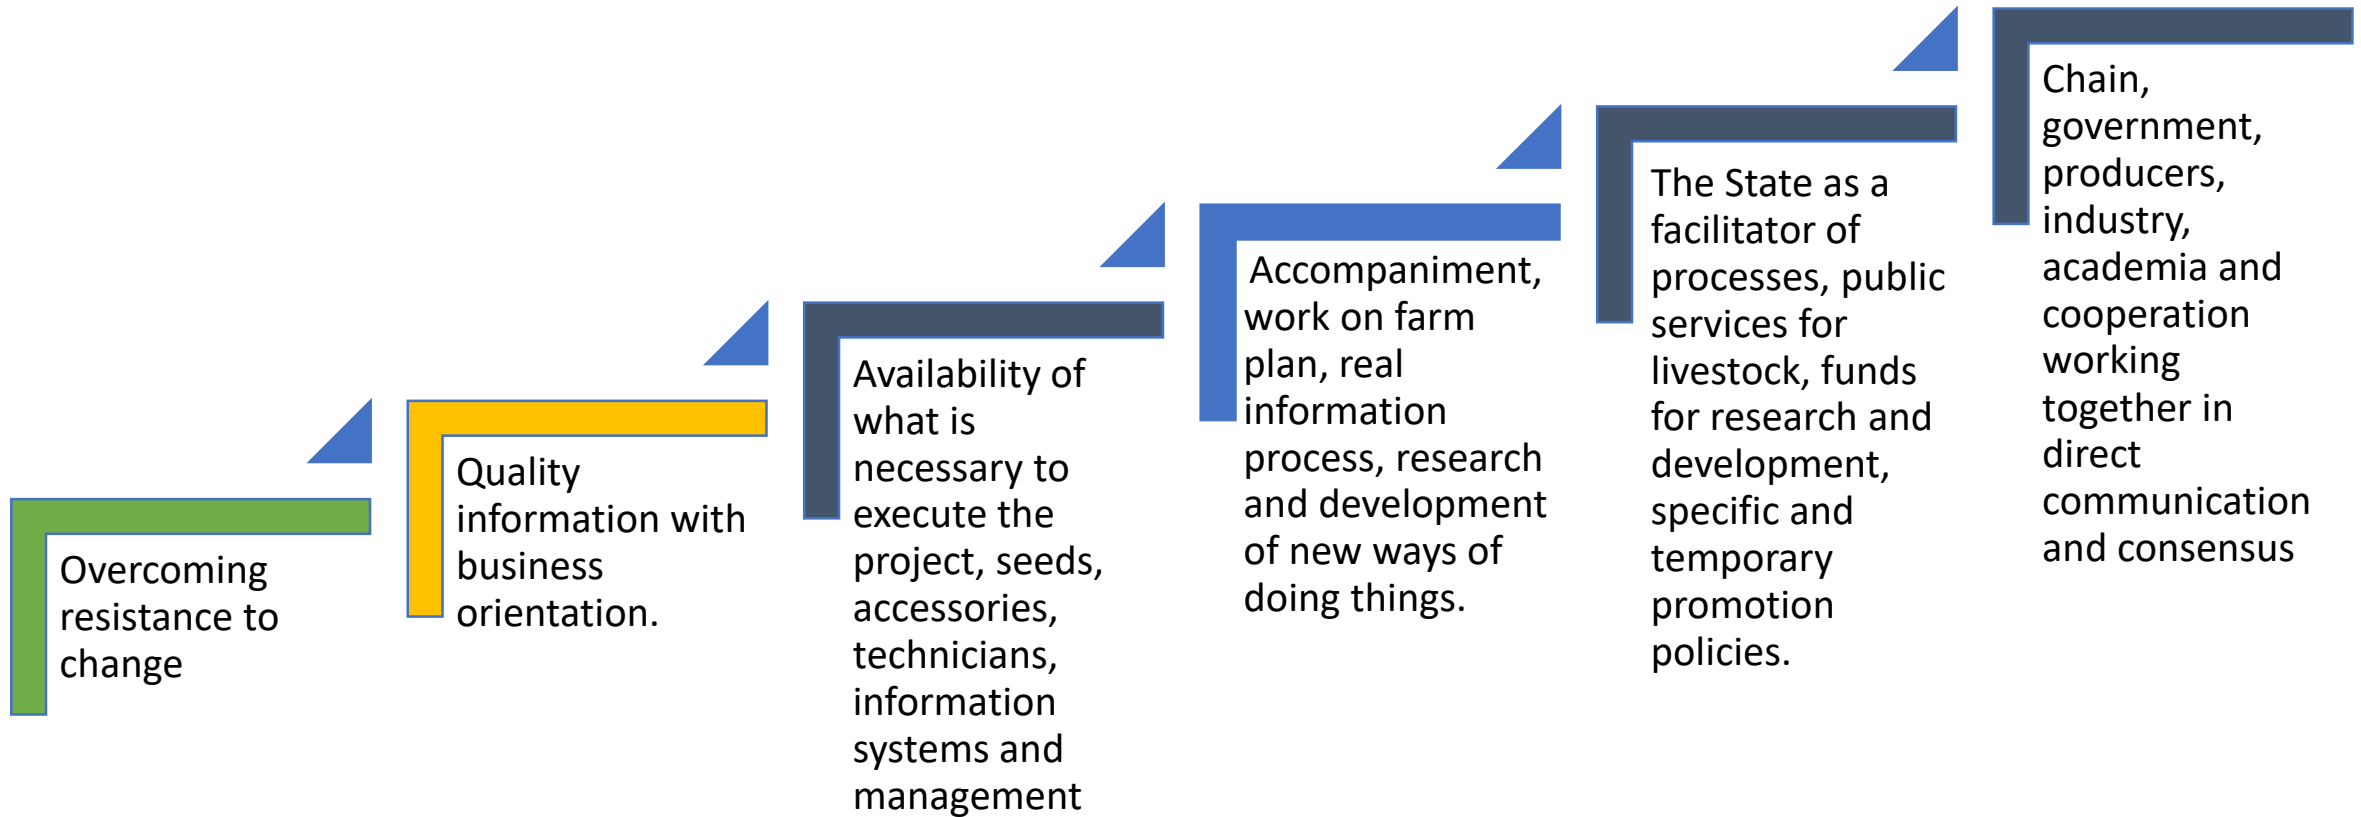 Overcoming
resistance to
change
Quality
information with
business
orientation.
Availability of
what is
necessary to
execute the
project, seeds,
accessories,
technicians,
information
systems and
management
Accompaniment,
work on farm
plan, real
information
process, research
and development
of new ways of
doing things.
The State as a
facilitator of
processes, public
services for
livestock, funds
for research and
development,
specific and
temporary
promotion
policies.
Chain,
government,
producers,
industry,
academia and
cooperation
working
together in
direct
communication
and consensus